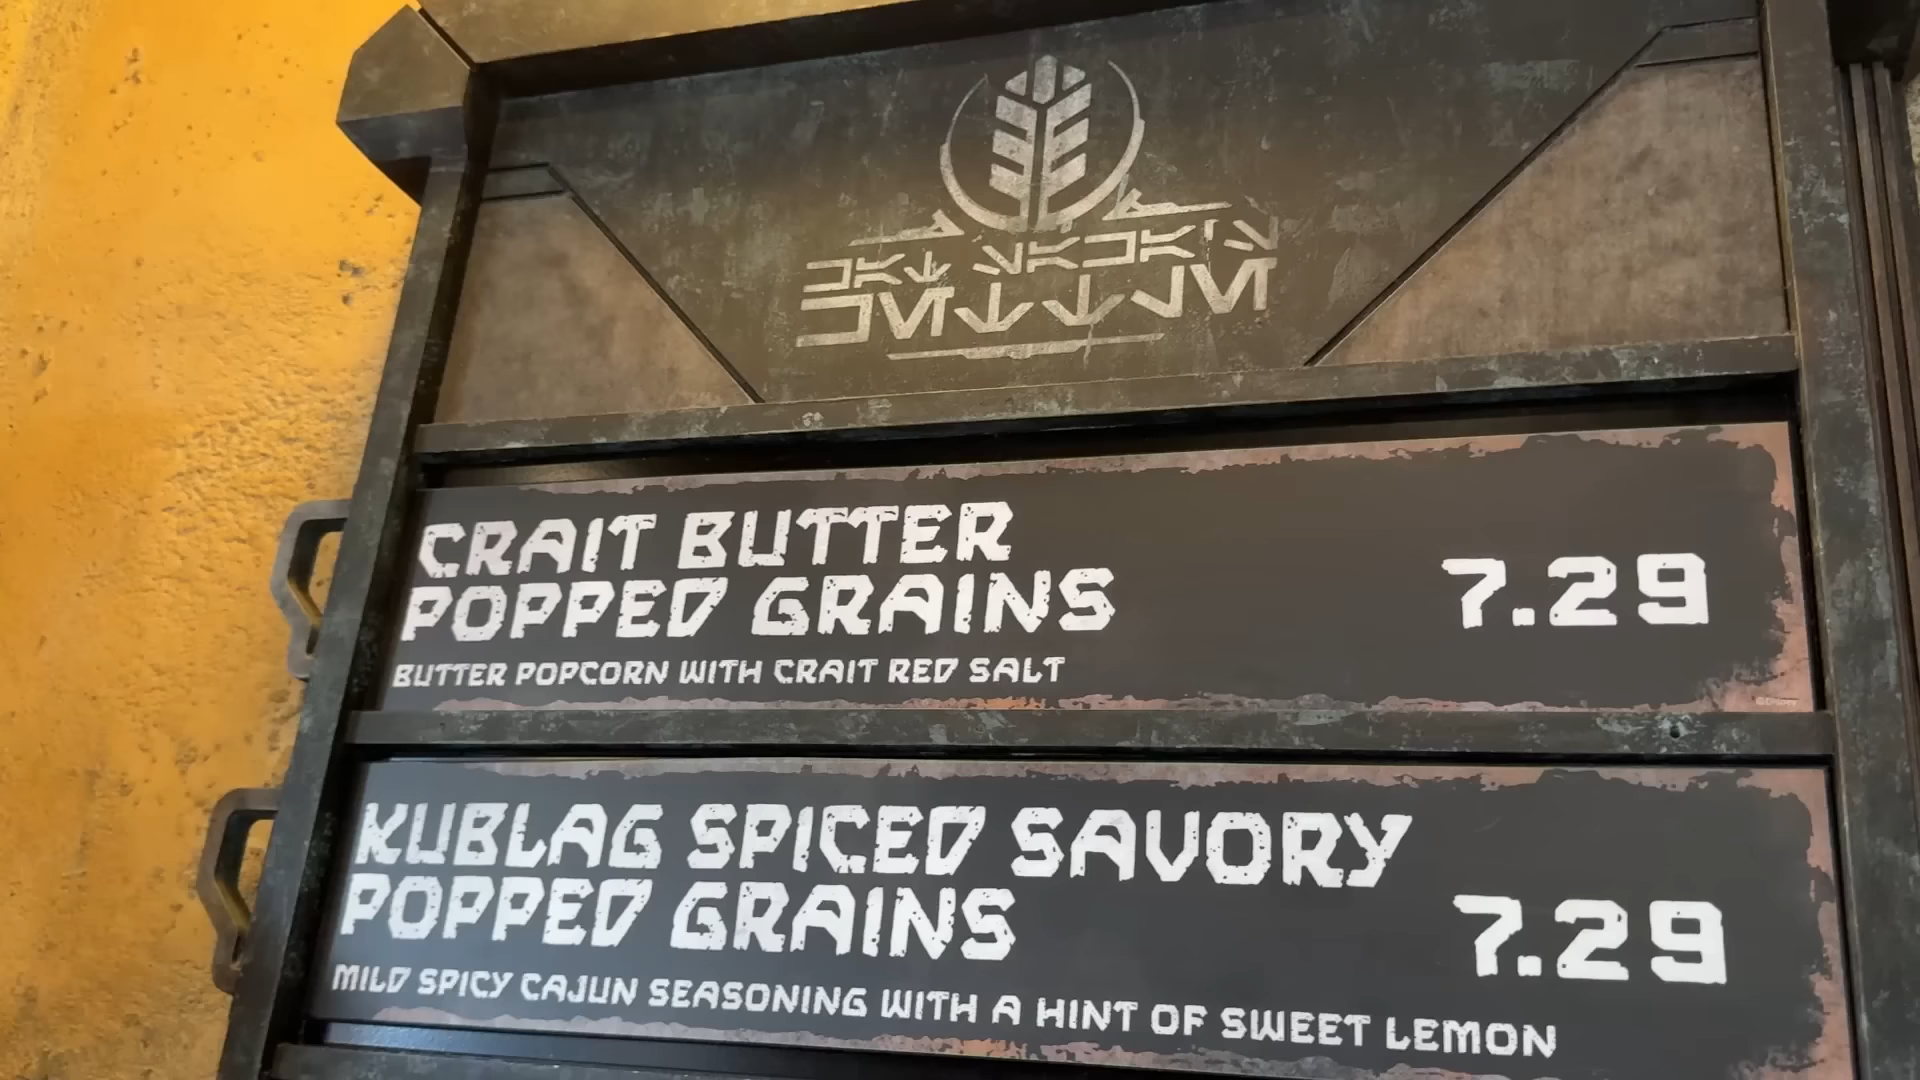 CRAIT BUTTER
POPPED GRAINS
7.29
BUTTER POPCORN WITH CRAIT RED SALT
©Disney
KUBLAG SPICED SAVORY
POPPED GRAINS
7.29
MILD SPICY CAJUN SEASONING WITH A HINT OF SWEET LEMON